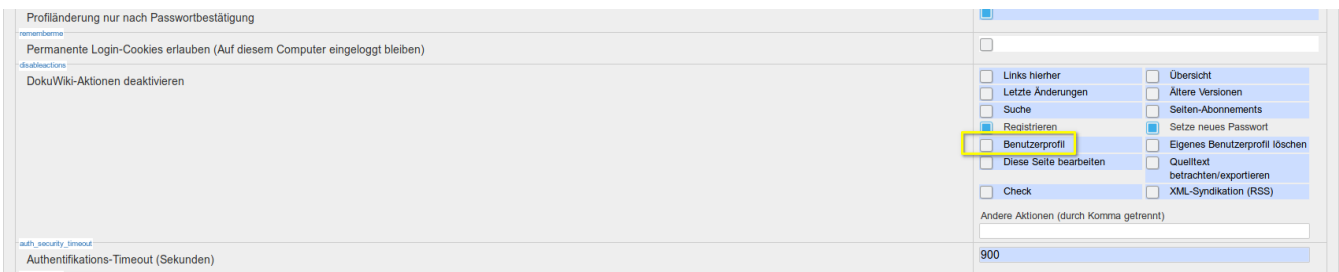 Profiländerung nur nach Passwortbestätigung
rememberme
Permanente Login-Cookies erlauben (Auf diesem Computer eingeloggt bleiben)
disableactions
DokuWiki-Aktionen deaktivieren
Links hierher Übersicht
Letzte Änderungen Ältere Versionen
Suche Seiten-Abonnements
Registrieren Setze neues Passwort
Benutzerprofil Eigenes Benutzerprofil löschen
Diese Seite bearbeiten Quelltext
betrachten/exportieren
Check XML-Syndikation (RSS)
Andere Aktionen (durch Komma getrennt)
auth_security_timeout
Authentifikations-Timeout (Sekunden) 900